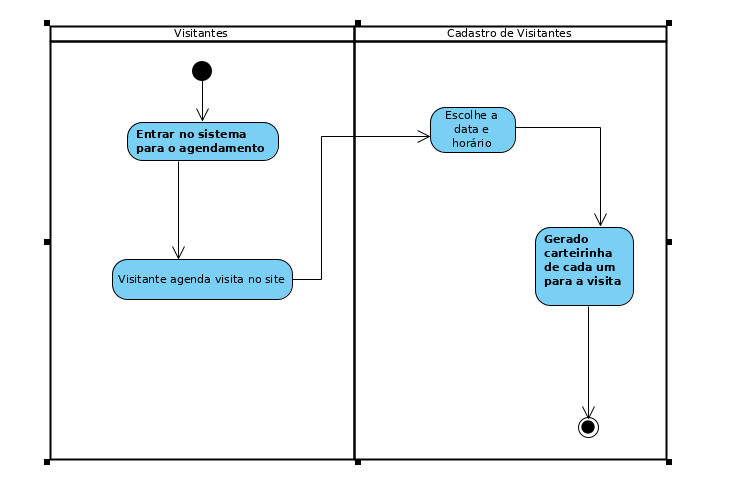 Visitantes
Cadastro de Visitantes
Entrar no sistema
para o agendamento
Visitante agenda visita no site
Escolhe a
data e
horário
Gerado
carteirinha
de cada um
para a visita